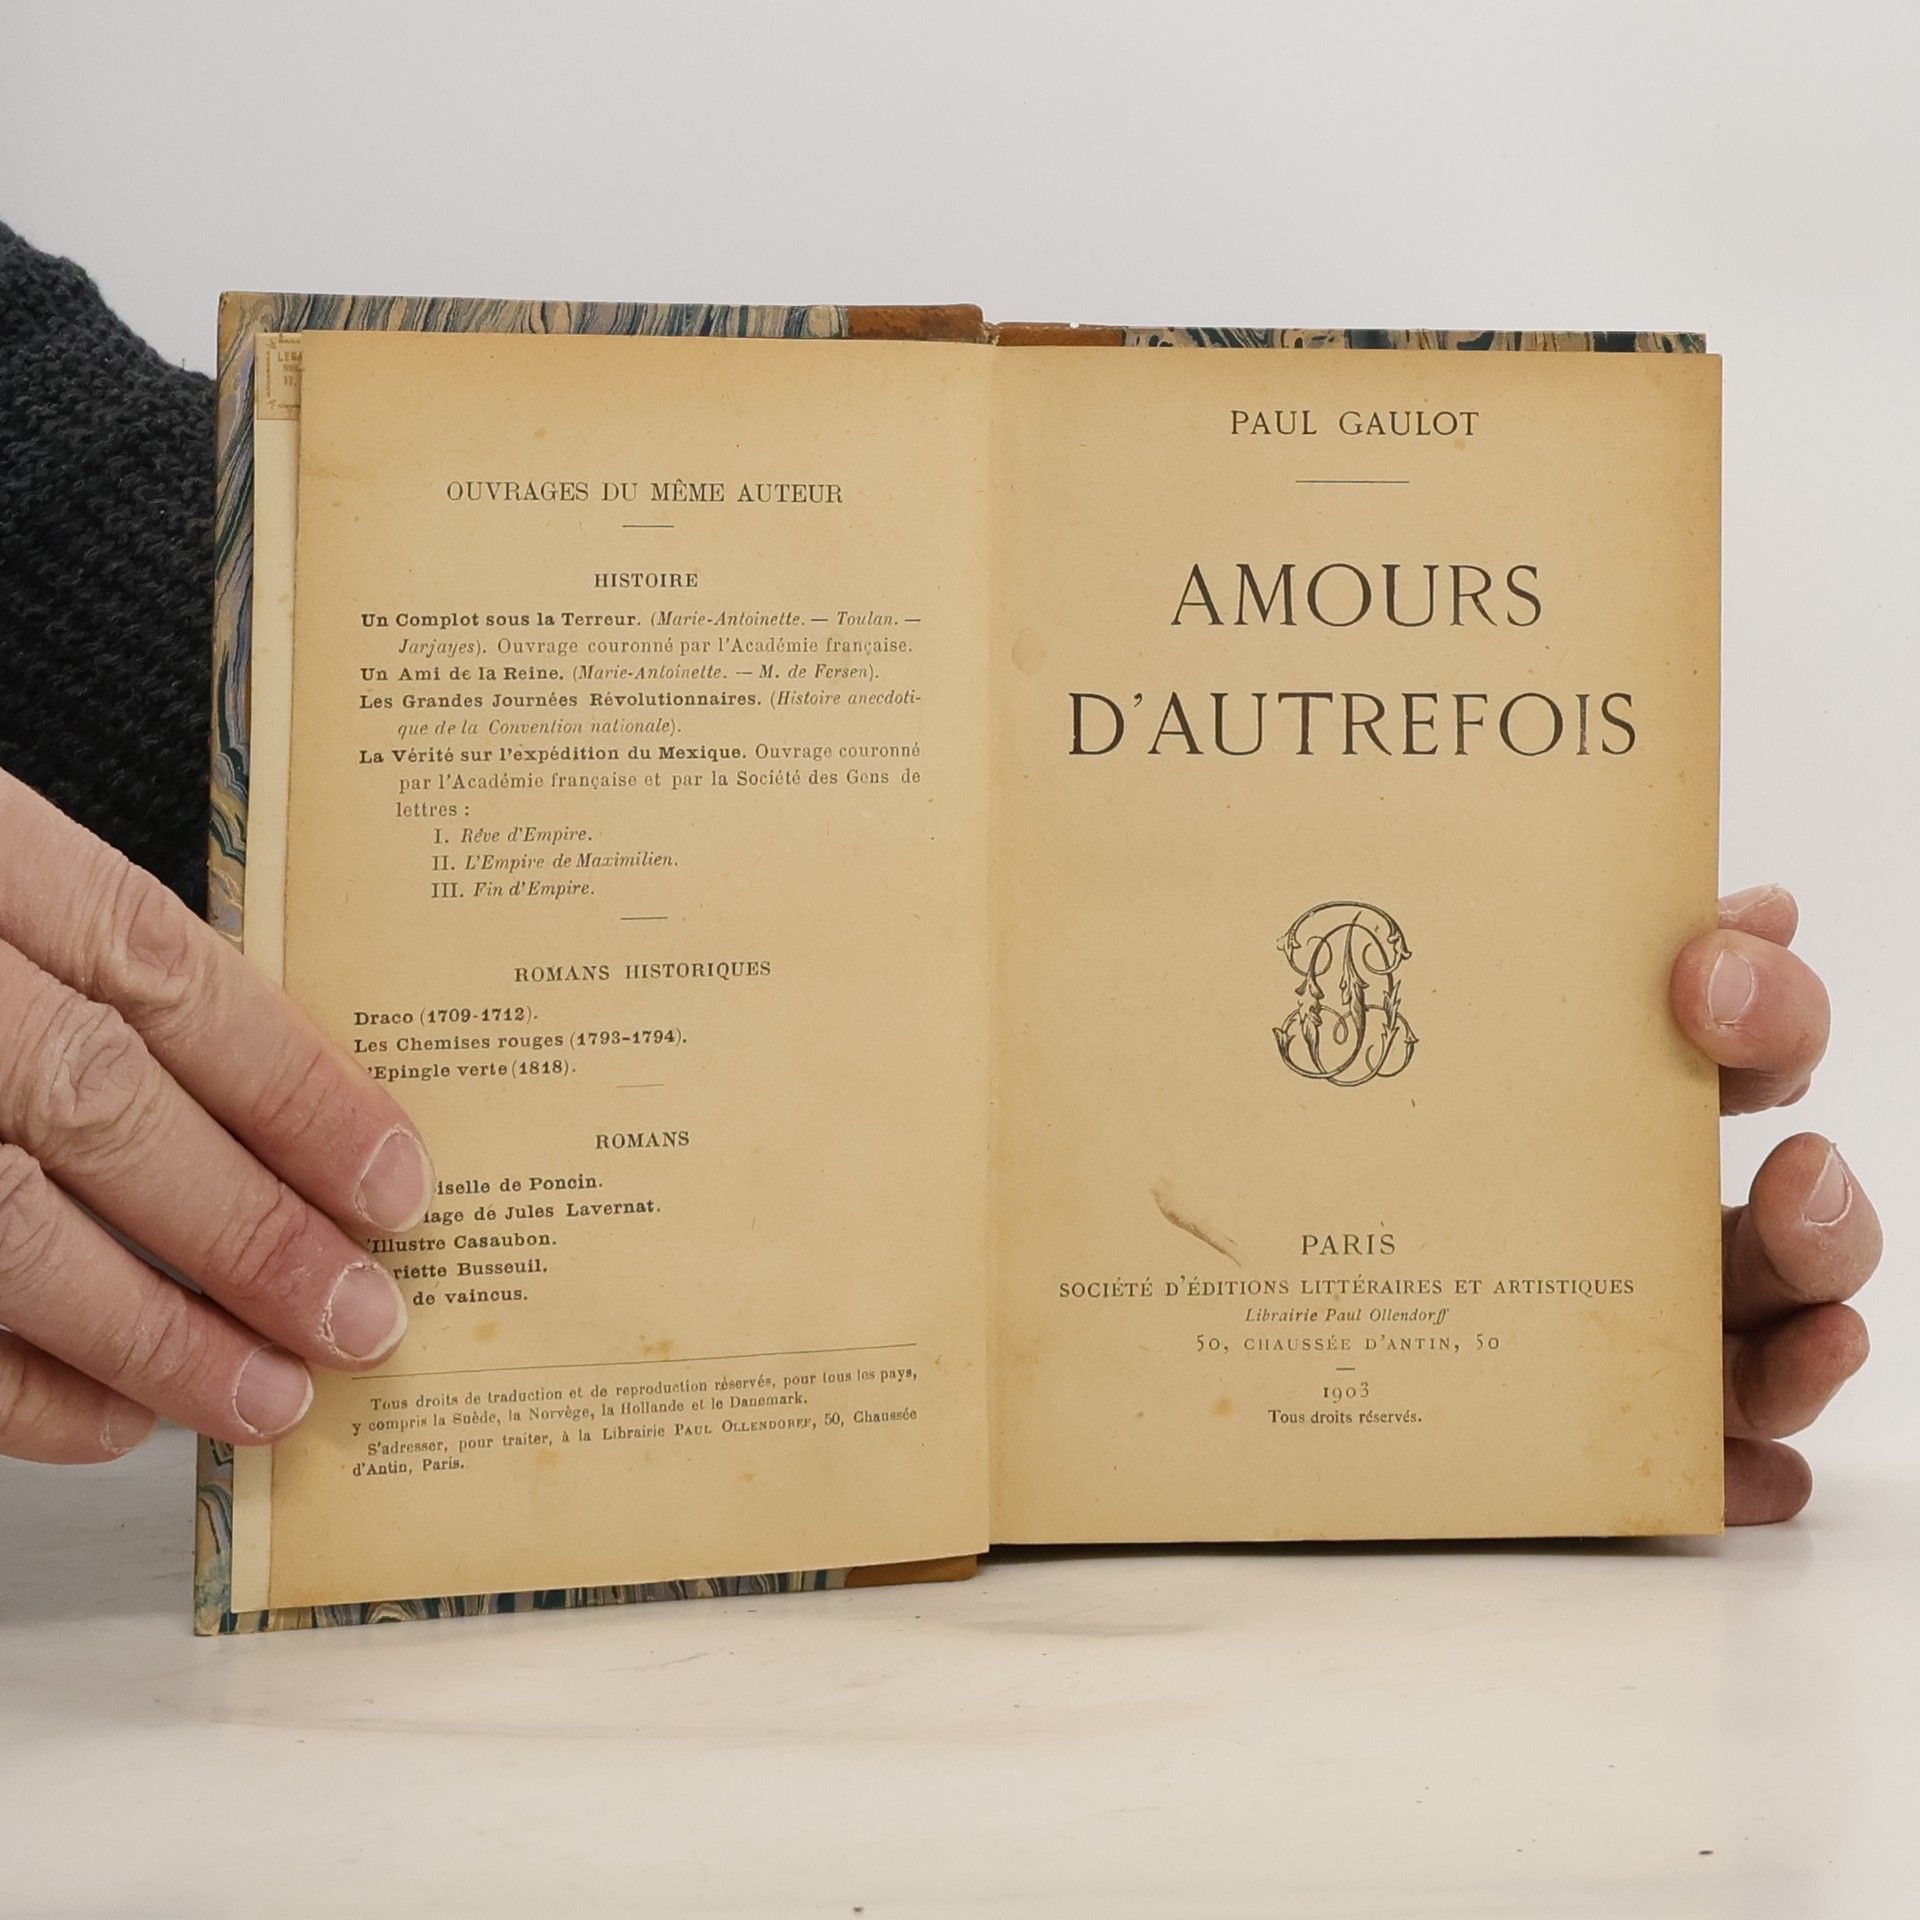 OUVRAGES DU MÊME AUTEUR
HISTOIRE
Un Complot sous la Terreur. (Marie-Antoinette. — Toulan. —
Jarjayes). Ouvrage couronné par l'Académie française.
Un Ami de la Reine. (Marie-Antoinette. — M. de Fersen).
Les Grandes Journées Révolutionnaires. (Histoire anecdoti-
que de la Convention nationale).
La Vérité sur l'expédition du Mexique. Ouvrage couronné
par l'Académie française et par la Société des Gens de
lettres :
I. Rêve d'Empire.
II. L'Empire de Maximilien.
III. Fin d'Empire.
ROMANS HISTORIQUES
Draco (1709-1712).
Les Chemises rouges (1793-1794).
'Epingle verte (1818).
ROMANS
iselle de Poncin.
iage de Jules Lavernat.
'Illustre Casaubon.
riette Busseuil.
de vaincus.
Tous droits de traduction et de reproduction réservés, pour tous les pays,
y compris la Suède, la Norvège, la Hollande et le Danemark.
S'adresser, pour traiter, à la Librairie PAUL OLLENDORFF, 50, Chaussée
d'Antin, Paris.
PAUL GAULOT
AMOURS
D'AUTREFOIS
PARIS
SOCIÉTÉ D'ÉDITIONS LITTÉRAIRES ET ARTISTIQUES
Librairie Paul Ollendorff
50, CHAUSSÉE D'ANTIN, 50
1903
Tous droits réservés.